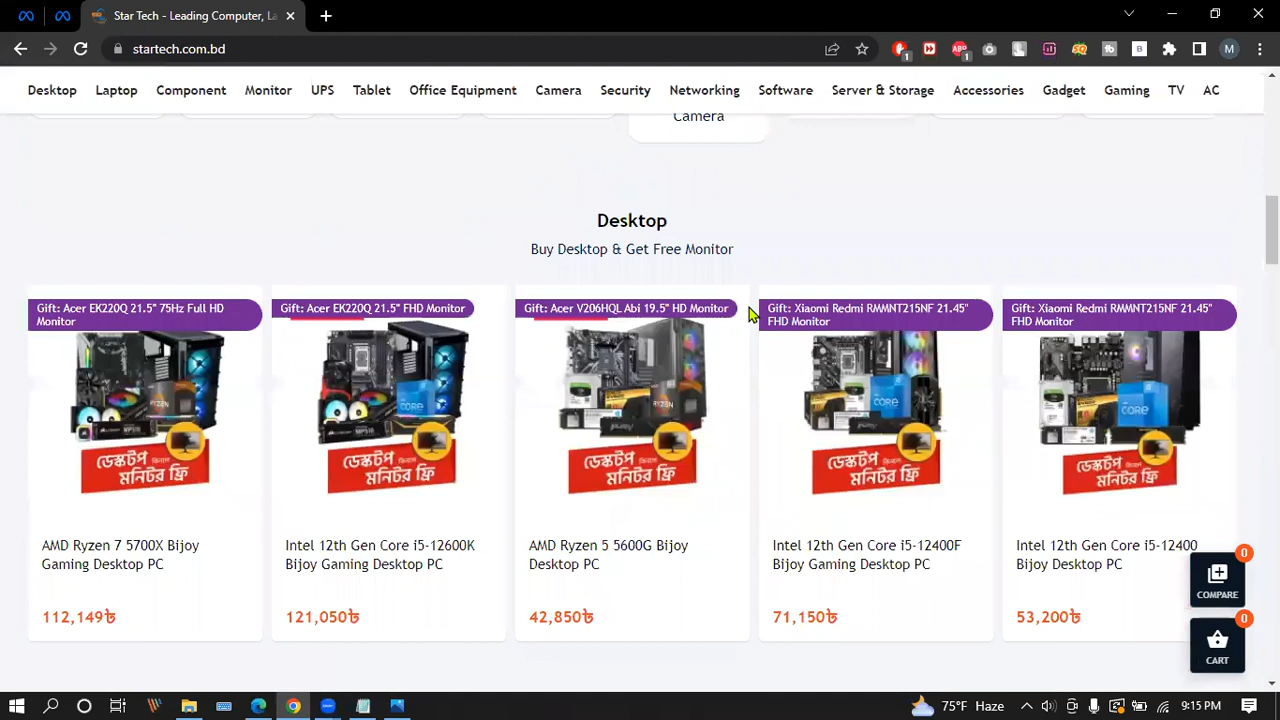 Star Tech - Leading Computer, La
startech.com.bd
1
1
M
Desktop Laptop Component Monitor UPS Tablet Office Equipment Camera Security Networking Software Server & Storage Accessories Gadget Gaming TV AC
Camera
Desktop
Buy Desktop & Get Free Monitor
Gift: Acer EK220Q 21.5" 75Hz Full HD
Monitor
ডেস্কটপ কিনলে
মনিটর ফ্রি
AMD Ryzen 7 5700X Bijoy
Gaming Desktop PC
112,149৳
Gift: Acer EK220Q 21.5" FHD Monitor
ডেস্কটপ কিনলে
মনিটর ফ্রি
Intel 12th Gen Core i5-12600K
Bijoy Gaming Desktop PC
121,050৳
Gift: Acer V206HQL Abi 19.5" HD Monitor
ডেস্কটপ কিনলে
মনিটর ফ্রি
AMD Ryzen 5 5600G Bijoy
Desktop PC
42,850৳
Gift: Xiaomi Redmi RMMNT215NF 21.45"
FHD Monitor
ডেস্কটপ কিনলে
মনিটর ফ্রি
Intel 12th Gen Core i5-12400F
Bijoy Gaming Desktop PC
71,150৳
Gift: Xiaomi Redmi RMMNT215NF 21.45"
FHD Monitor
ডেস্কটপ কিনলে
মনিটর ফ্রি
Intel 12th Gen Core i5-12400
Bijoy Desktop PC
53,200৳
0
COMPARE
0
CART
75°F Haze
9:15 PM